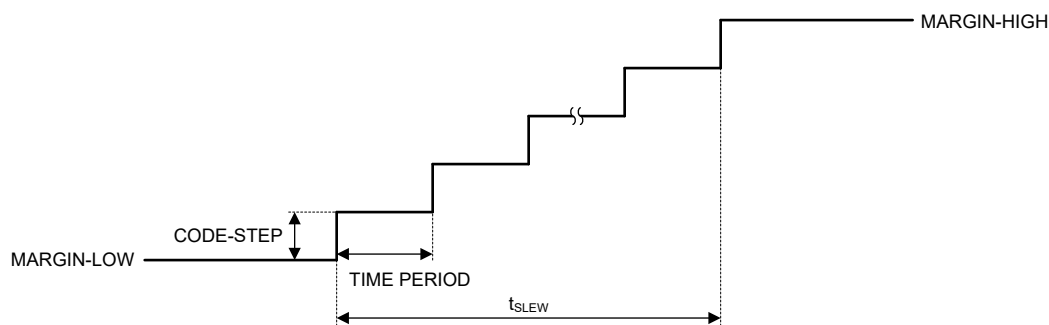 MARGIN-HIGH
CODE-STEP
MARGIN-LOW
TIME PERIOD
tSLEW